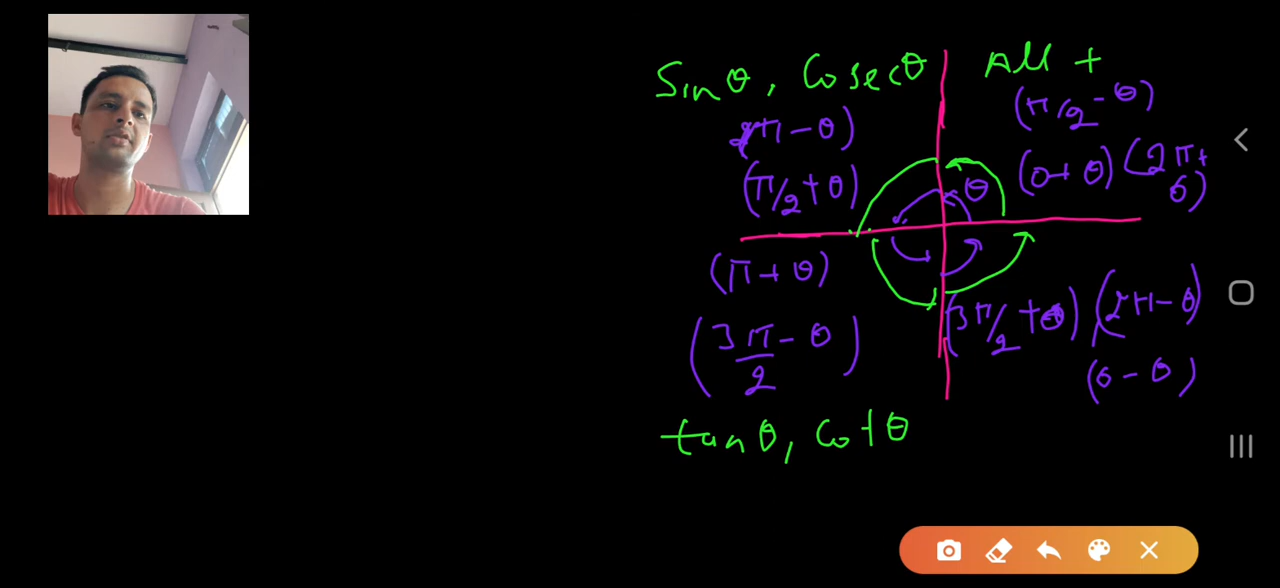 Sinθ, Cosecθ
All +
(π/2 - θ)
(π - θ)
(π/2 + θ)
θ
(0 + θ) (2π +
θ)
(π + θ)
(3π/2 - θ)
(3π/2 + θ) (2π - θ)
(0 - θ)
tanθ, Cotθ